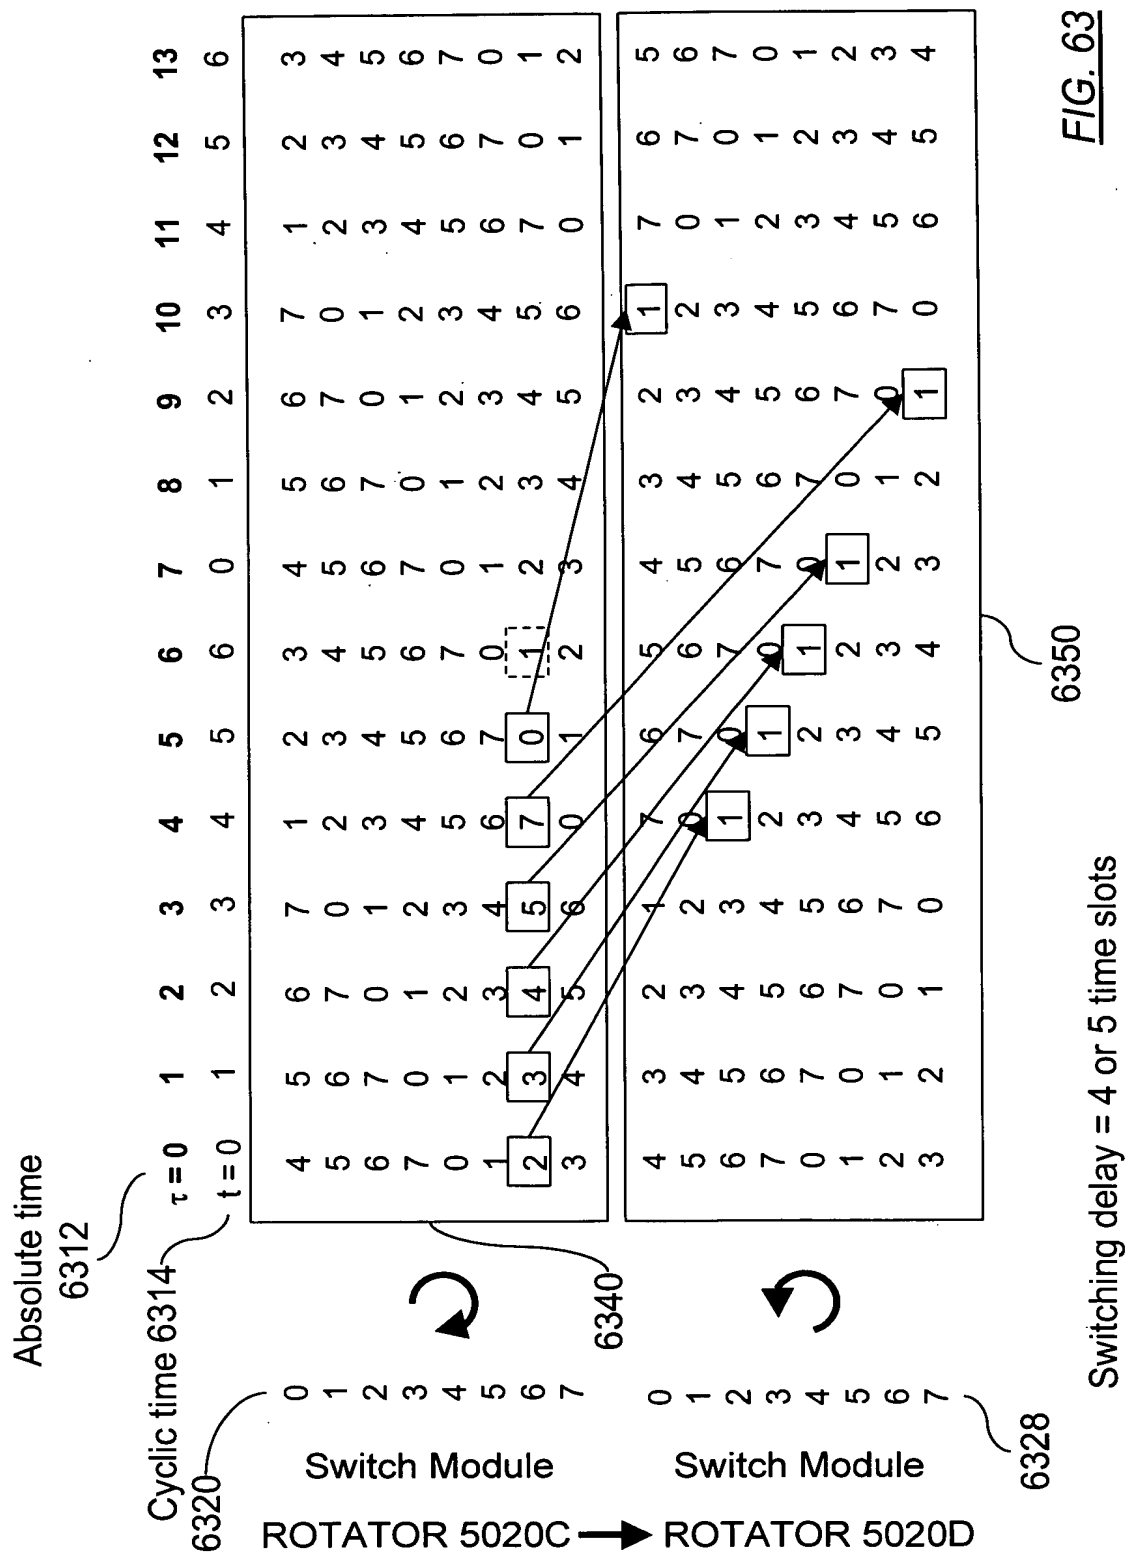 Absolute time
6312
τ = 0 1 2 3 4 5 6 7 8 9 10 11 12 13
Cyclic time 6314 t = 0 1 2 3 4 5 6 0 1 2 3 4 5 6
6320
ROTATOR 5020C
Switch Module
0 4 5 6 7 1 2 3 4 5 6 7 1 2 3
1 5 6 7 0 2 3 4 5 6 7 0 2 3 4
2 6 7 0 1 3 4 5 6 7 0 1 3 4 5
3 7 0 1 2 4 5 6 7 0 1 2 4 5 6
4 0 1 2 3 5 6 7 0 1 2 3 5 6 7
5 1 2 3 4 6 7 0 1 2 3 4 6 7 0
6 2 3 4 5 7 0 1 2 3 4 5 7 0 1
7 3 4 5 6 0 1 2 3 4 5 6 0 1 2
6340
ROTATOR 5020D
Switch Module
0 4 3 2 1 7 6 5 4 3 2 1 7 6 5
1 5 4 3 2 0 7 6 5 4 3 2 0 7 6
2 6 5 4 3 1 0 7 6 5 4 3 1 0 7
3 7 6 5 4 2 1 0 7 6 5 4 2 1 0
4 0 7 6 5 3 2 1 0 7 6 5 3 2 1
5 1 0 7 6 4 3 2 1 0 7 6 4 3 2
6 2 1 0 7 5 4 3 2 1 0 7 5 4 3
7 3 2 1 0 6 5 4 3 2 1 0 6 5 4
6328
6350
Switching delay = 4 or 5 time slots
FIG. 63